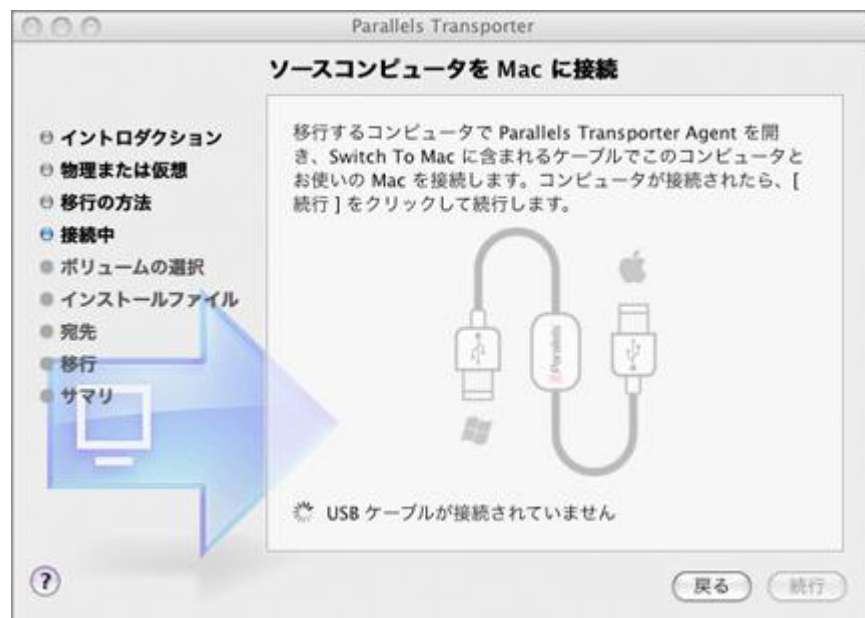 Parallels Transporter
ソースコンピュータを Mac に接続
イントロダクション
物理または仮想
移行の方法
接続中
ボリュームの選択
インストールファイル
宛先
移行
サマリ
移行するコンピュータで Parallels Transporter Agent を開
き、Switch To Mac に含まれるケーブルでこのコンピュータと
お使いの Mac を接続します。コンピュータが接続されたら、[
続行 ] をクリックして続行します。
Parallels
USB ケーブルが接続されていません
?
戻る
続行